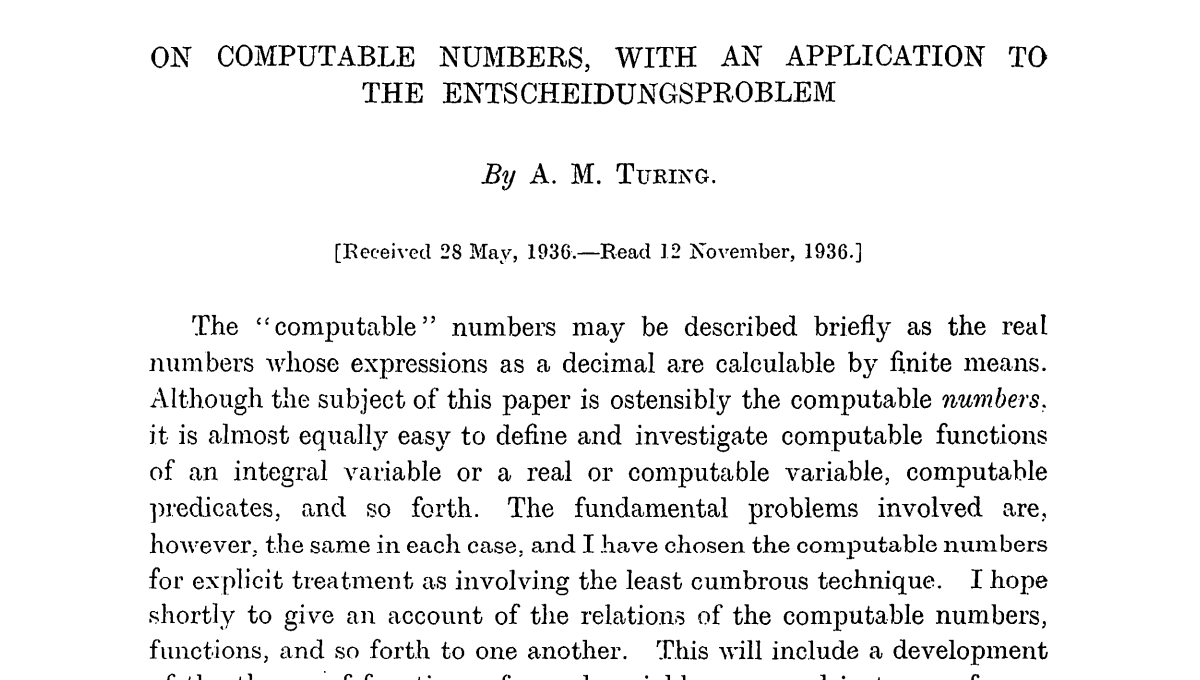 ON COMPUTABLE NUMBERS, WITH AN APPLICATION TO
THE ENTSCHEIDUNGSPROBLEM
By A. M. TURING.
[Received 28 May, 1936.—Read 12 November, 1936.]
The “computable” numbers may be described briefly as the real
numbers whose expressions as a decimal are calculable by finite means.
Although the subject of this paper is ostensibly the computable numbers,
it is almost equally easy to define and investigate computable functions
of an integral variable or a real or computable variable, computable
predicates, and so forth. The fundamental problems involved are,
however, the same in each case, and I have chosen the computable numbers
for explicit treatment as involving the least cumbrous technique. I hope
shortly to give an account of the relations of the computable numbers,
functions, and so forth to one another. This will include a development